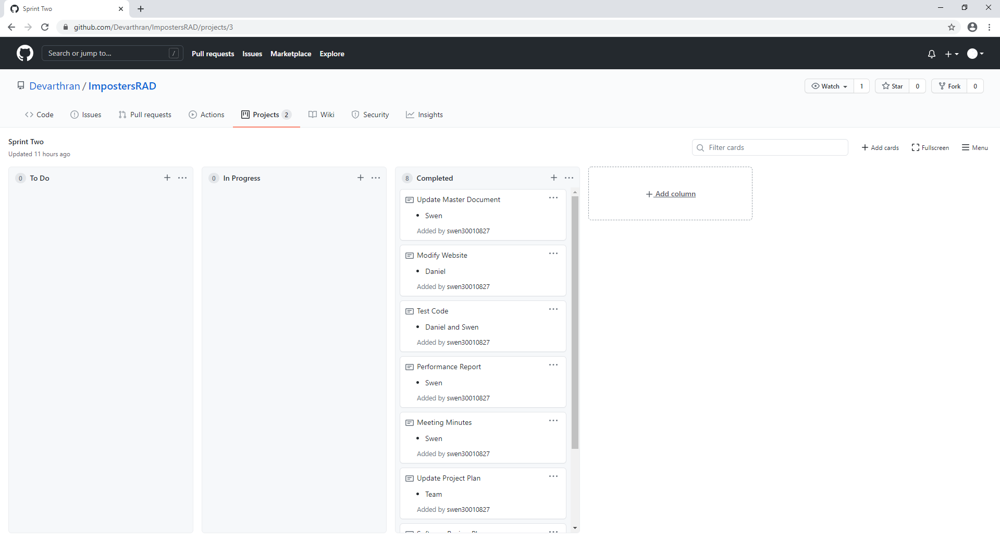 Sprint Two
github.com/Devarthran/ImpostersRAD/projects/3
Search or jump to... / Pull requests Issues Marketplace Explore
Devarthran / ImpostersRAD Watch 1 Star 0 Fork 0
Code Issues Pull requests Actions Projects 2 Wiki Security Insights
Sprint Two
Updated 11 hours ago
Filter cards Add cards Fullscreen Menu
0 To Do
0 In Progress
8 Completed
Update Master Document
Swen
Added by swen30010827
Modify Website
Daniel
Added by swen30010827
Test Code
Daniel and Swen
Added by swen30010827
Performance Report
Swen
Added by swen30010827
Meeting Minutes
Swen
Added by swen30010827
Update Project Plan
Team
Added by swen30010827
Add column